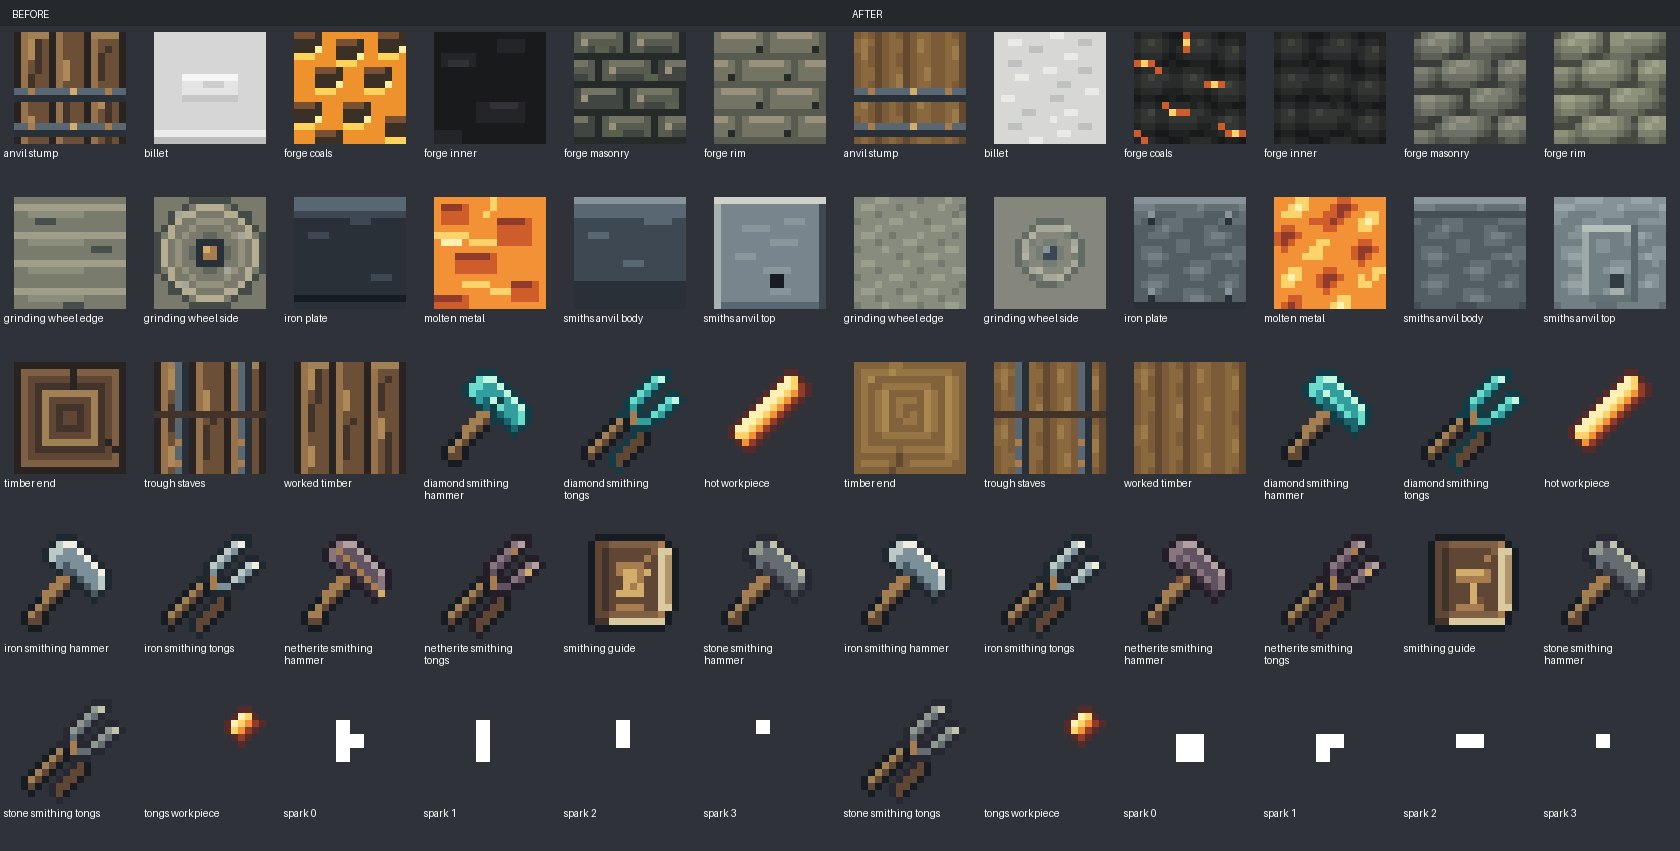 BEFORE AFTER
anvil stump billet forge coals forge inner forge masonry forge rim anvil stump billet forge coals forge inner forge masonry forge rim
grinding wheel edge grinding wheel side iron plate molten metal smiths anvil body smiths anvil top grinding wheel edge grinding wheel side iron plate molten metal smiths anvil body smiths anvil top
timber end trough staves worked timber diamond smithing diamond smithing hot workpiece timber end trough staves worked timber diamond smithing diamond smithing hot workpiece
hammer tongs hammer tongs
iron smithing hammer iron smithing tongs netherite smithing netherite smithing smithing guide stone smithing iron smithing hammer iron smithing tongs netherite smithing netherite smithing smithing guide stone smithing
hammer tongs hammer hammer tongs hammer
stone smithing tongs tongs workpiece spark 0 spark 1 spark 2 spark 3 stone smithing tongs tongs workpiece spark 0 spark 1 spark 2 spark 3